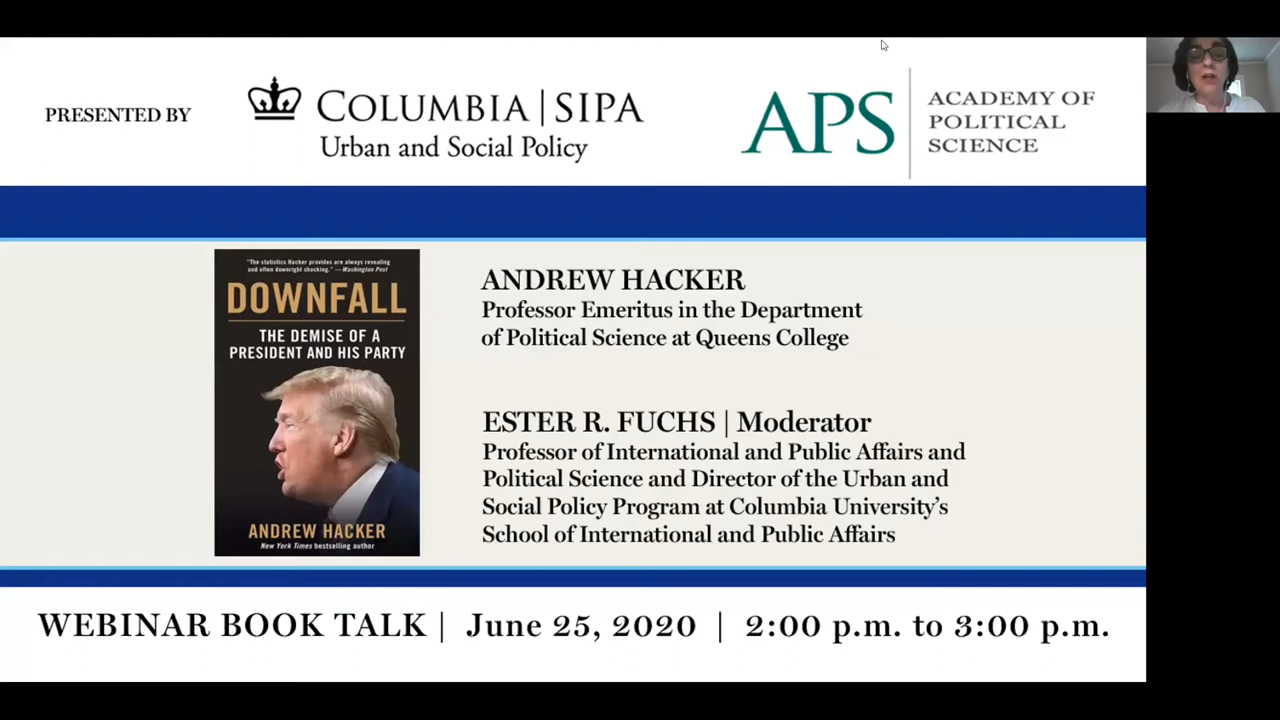 PRESENTED BY
COLUMBIA | SIPA
Urban and Social Policy
APS
ACADEMY OF
POLITICAL
SCIENCE
"The statistics Hacker provides are always revealing
and often downright shocking." —Washington Post
DOWNFALL
THE DEMISE OF A
PRESIDENT AND HIS PARTY
ANDREW HACKER
New York Times bestselling author
ANDREW HACKER
Professor Emeritus in the Department
of Political Science at Queens College
ESTER R. FUCHS | Moderator
Professor of International and Public Affairs and
Political Science and Director of the Urban and
Social Policy Program at Columbia University's
School of International and Public Affairs
WEBINAR BOOK TALK | June 25, 2020 | 2:00 p.m. to 3:00 p.m.